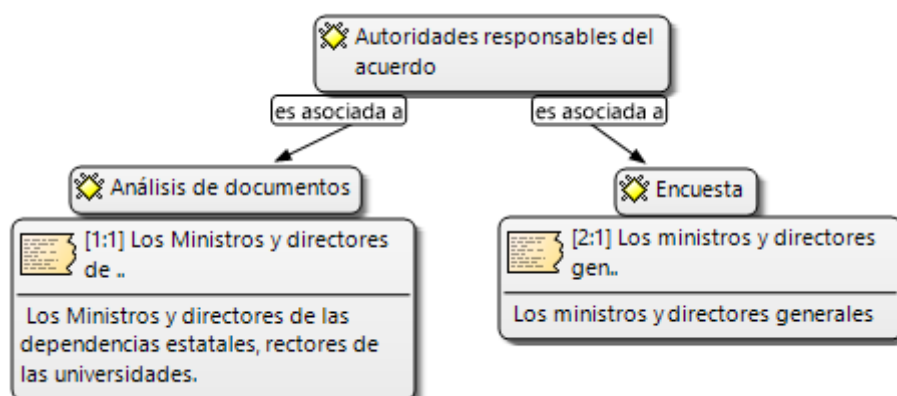 Autoridades responsables del
acuerdo
es asociada a
es asociada a
Análisis de documentos
Encuesta
[1:1] Los Ministros y directores
de ..
Los Ministros y directores de las
dependencias estatales, rectores de
las universidades.
[2:1] Los ministros y directores
gen..
Los ministros y directores generales